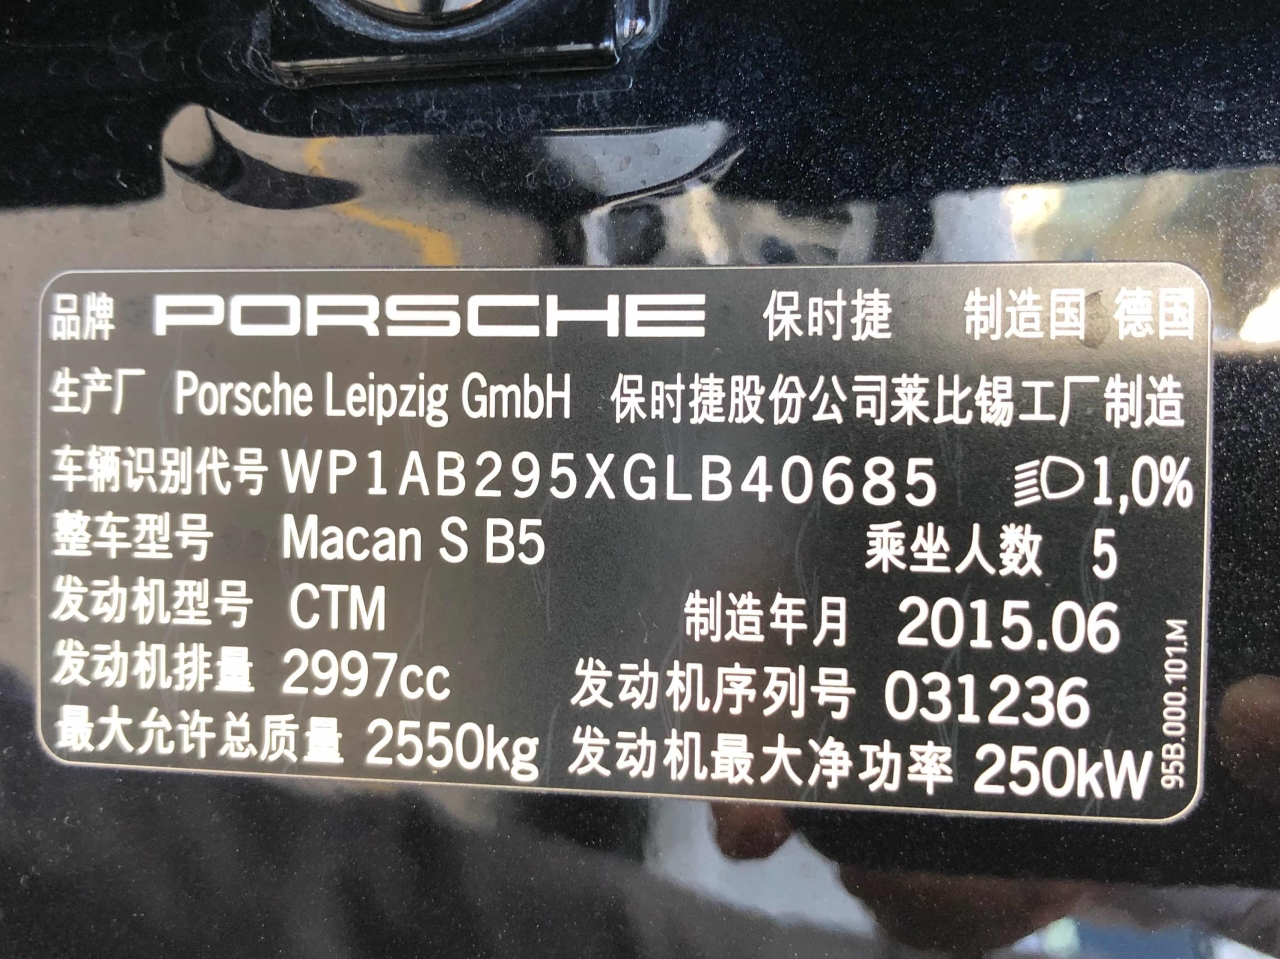 品牌 PORSCHE 保时捷 制造国 德国
生产厂 Porsche Leipzig GmbH 保时捷股份公司莱比锡工厂制造
车辆识别代号 WP1AB295XGLB40685 1,0%
整车型号 Macan S B5 乘坐人数 5
发动机型号 CTM 制造年月 2015.06
发动机排量 2997cc 发动机序列号 031236
最大允许总质量 2550kg 发动机最大净功率 250kW
95B.000.101.M